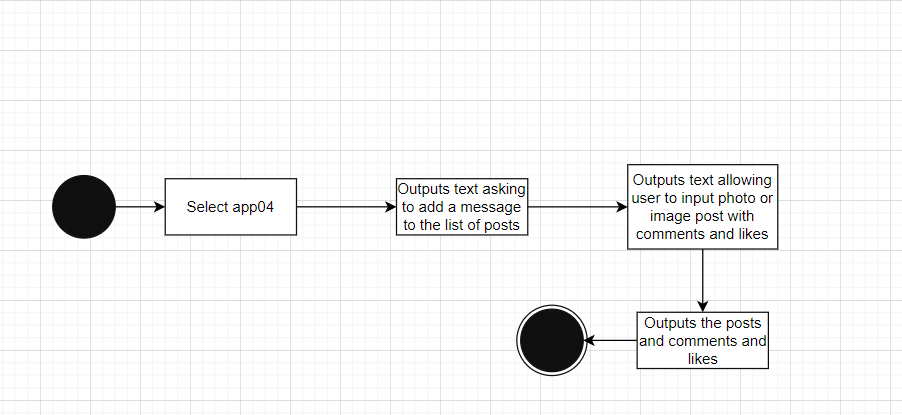 Select app04
Outputs text asking
to add a message
to the list of posts
Outputs text allowing
user to input photo or
image post with
comments and likes
Outputs the posts
and comments and
likes